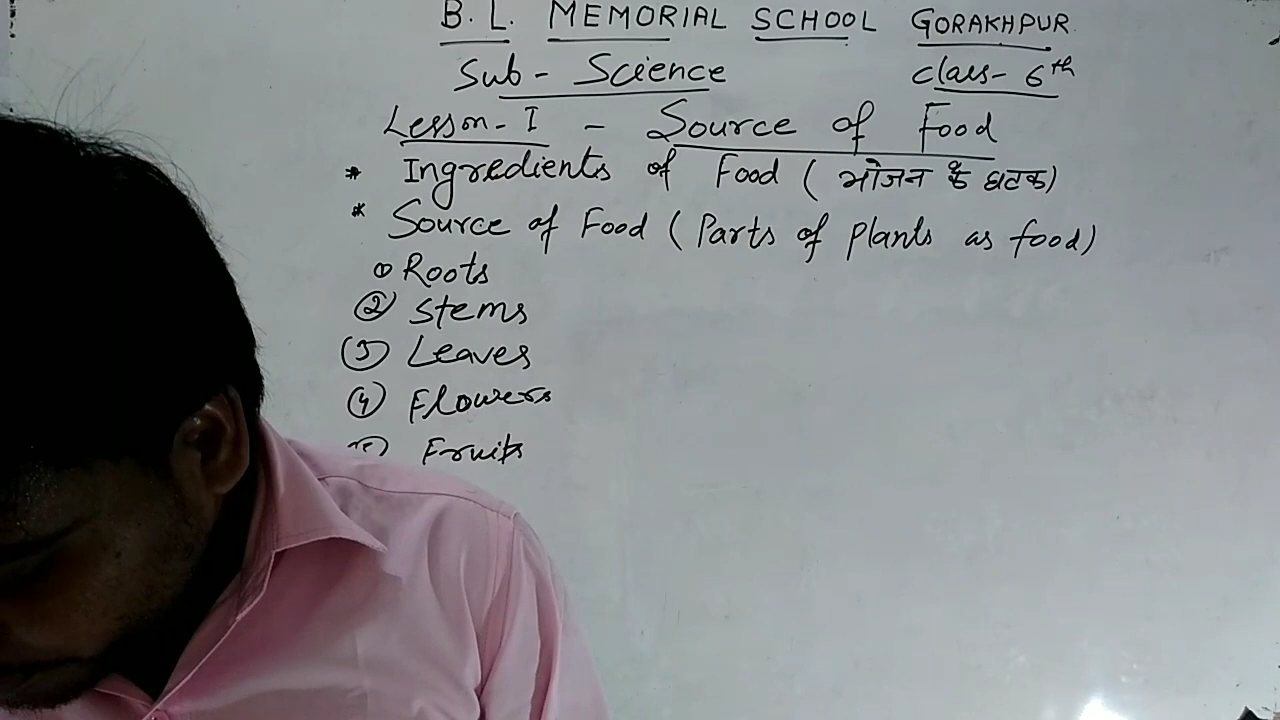 B. L. MEMORIAL SCHOOL GORAKHPUR
Sub - Science class - 6th
Lesson - I - Source of Food
* Ingredients of Food ( भोजन के घटक )
* Source of Food ( Parts of plants as food )
① Roots
② Stems
③ Leaves
④ Flowers
⑤ Fruits